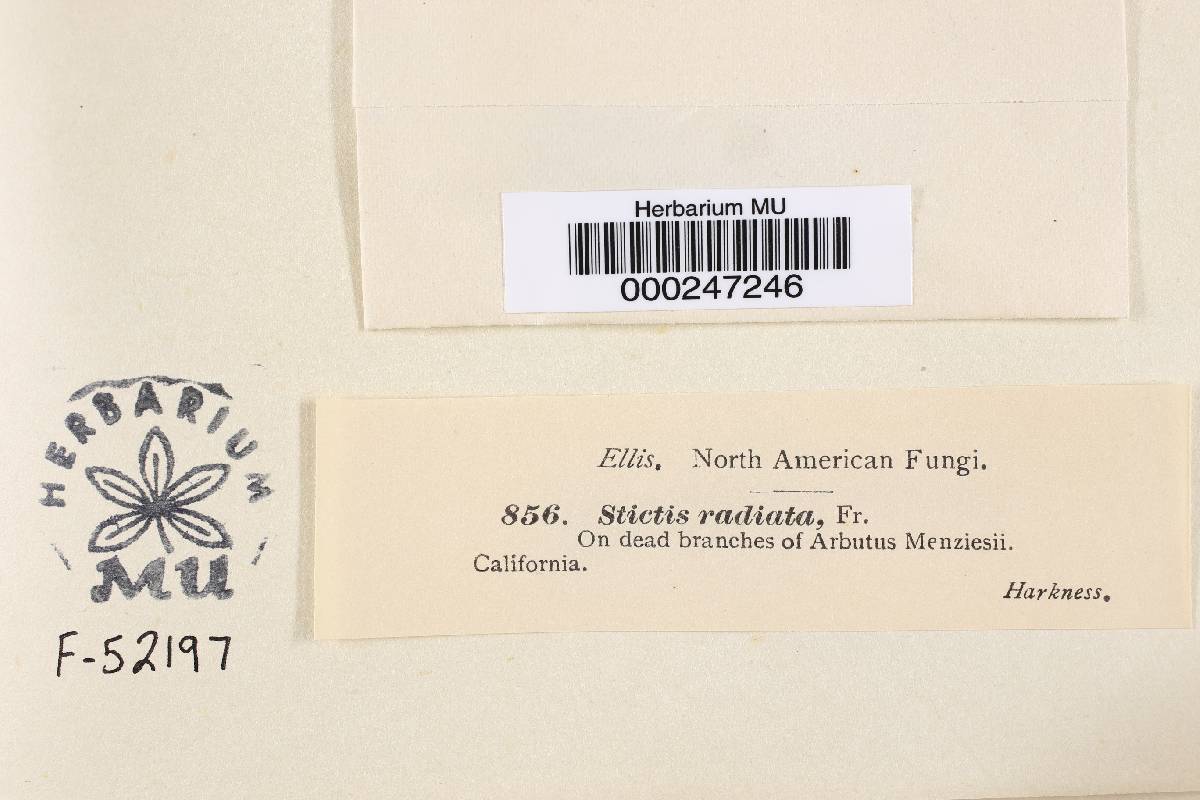 Herbarium MU
000247246
HERBARIUM
MU
F-52197
Ellis. North American Fungi.
856. Stictis radiata, Fr.
On dead branches of Arbutus Menziesii.
California.
Harkness.